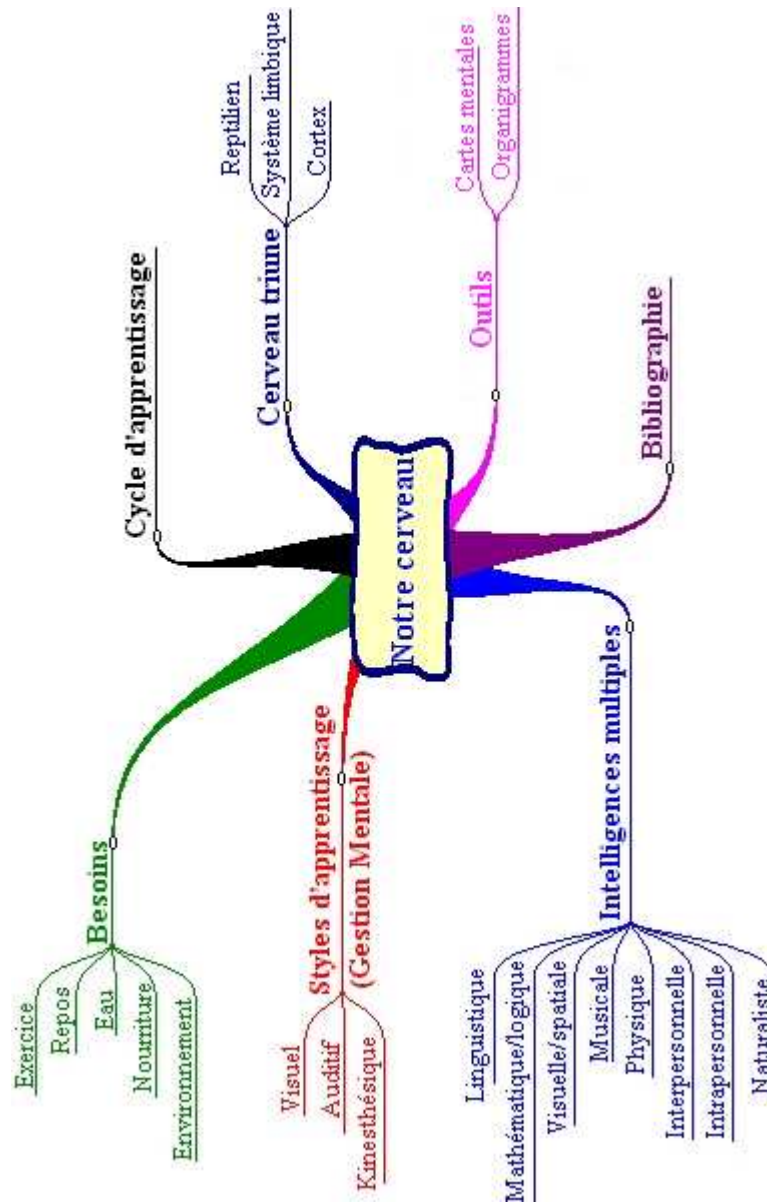 Notre cerveau
Cerveau triune
Reptilien
Système limbique
Cortex
Outils
Cartes mentales
Organigrammes
Bibliographie
Intelligences multiples
Linguistique
Mathématique/logique
Visuelle/spatiale
Musicale
Physique
Interpersonnelle
Intrapersonnelle
Naturaliste
Styles d'apprentissage
(Gestion Mentale)
Visuel
Auditif
Kinesthésique
Besoins
Exercice
Repos
Eau
Nourriture
Environnement
Cycle d'apprentissage